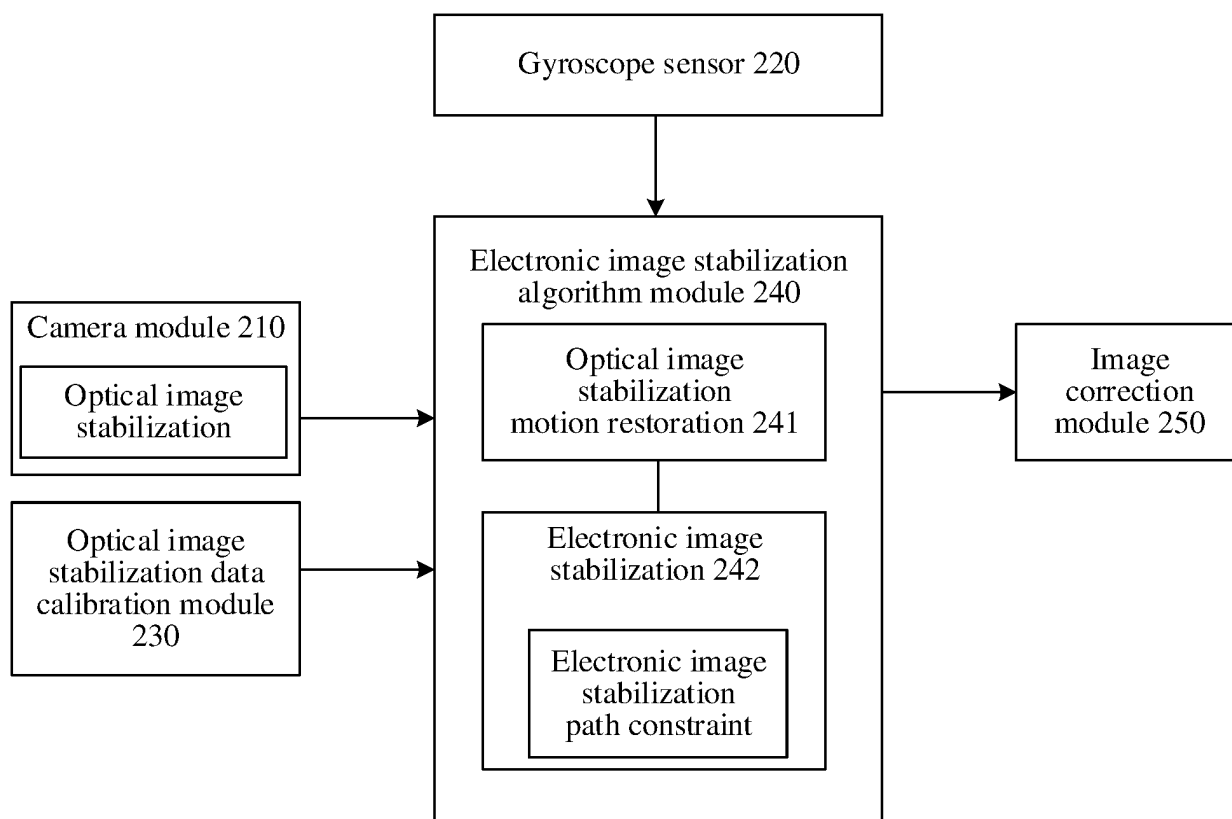 Gyroscope sensor 220
Electronic image stabilization
algorithm module 240
Camera module 210
Optical image
stabilization
Optical image
stabilization
motion restoration 241
Image
correction
module 250
Optical image
stabilization data
calibration module
230
Electronic image
stabilization 242
Electronic image
stabilization
path constraint